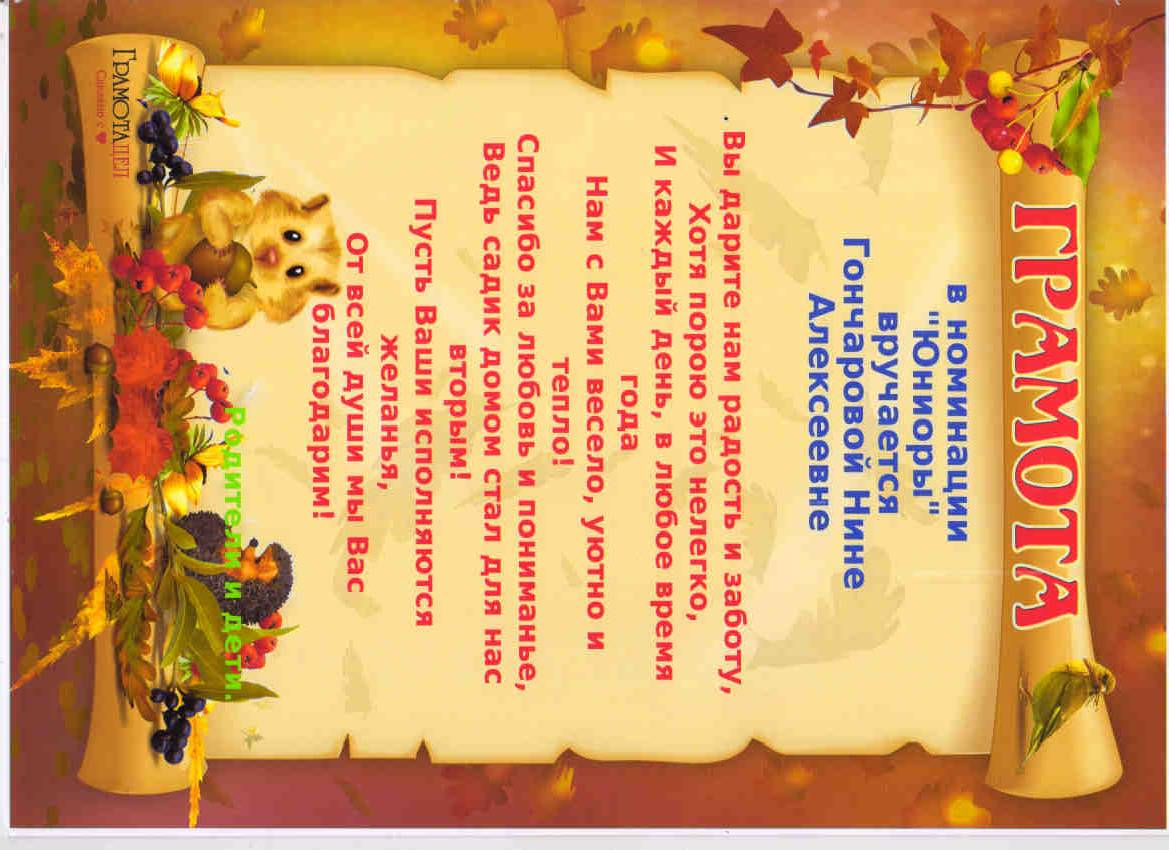 ГРАМОТА
в номинации
"Юниоры"
вручается
Гончаровой Нине
Алексеевне
. Вы дарите нам радость и заботу,
Хотя порою это нелегко,
И каждый день, в любое время
года
Нам с Вами весело, уютно и
тепло!
Спасибо за любовь и пониманье,
Ведь садик домом стал для нас
вторым!
Пусть Ваши исполняются
желанья,
От всей души мы Вас
благодарим!
Родители и дети.
ГРАМОТАДЕЛ
Сделано с ❤